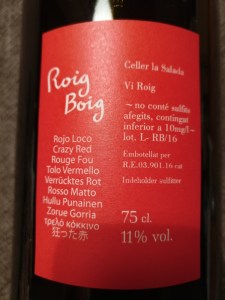 Roig
Boig
Rojo Loco
Crazy Red
Rouge Fou
Tolo Vermello
Verrücktes Rot
Rosso Matto
Hullu Punainen
Zorue Gorria
τρελό κόκκινο
狂った赤
Celler la Salada
Vi Roig
~ no conté sulfits
afegits, contingut
inferior a 10mg/l ~
lot. L- RB/16
Embotellat per
R.E.03.901.16 cat
Indeholder sulfitter
75 cl.
11% vol.